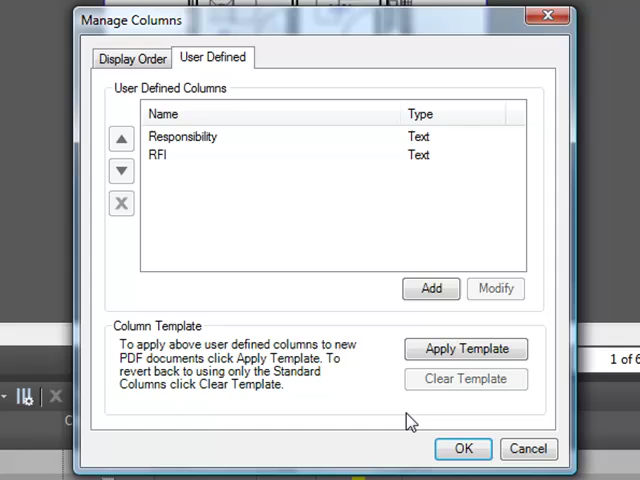 Manage Columns
Display Order
User Defined
User Defined Columns
Name Type
Responsibility Text
RFI Text
Add
Modify
Column Template
To apply above user defined columns to new
PDF documents click Apply Template. To
revert back to using only the Standard
Columns click Clear Template.
Apply Template
Clear Template
1 of 6
C
OK
Cancel